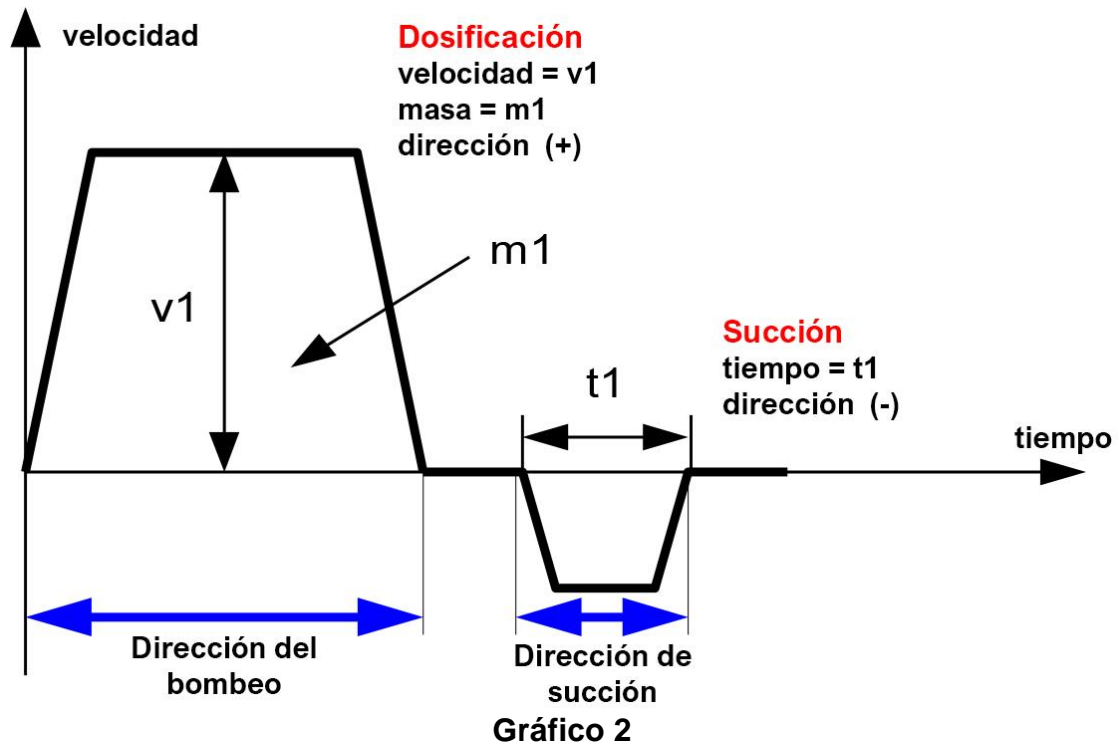 velocidad
Dosificación
velocidad = v1
masa = m1
dirección (+)
m1
v1
Succión
tiempo = t1
dirección (-)
t1
tiempo
Dirección del
bombeo
Dirección de
succión
Gráfico 2